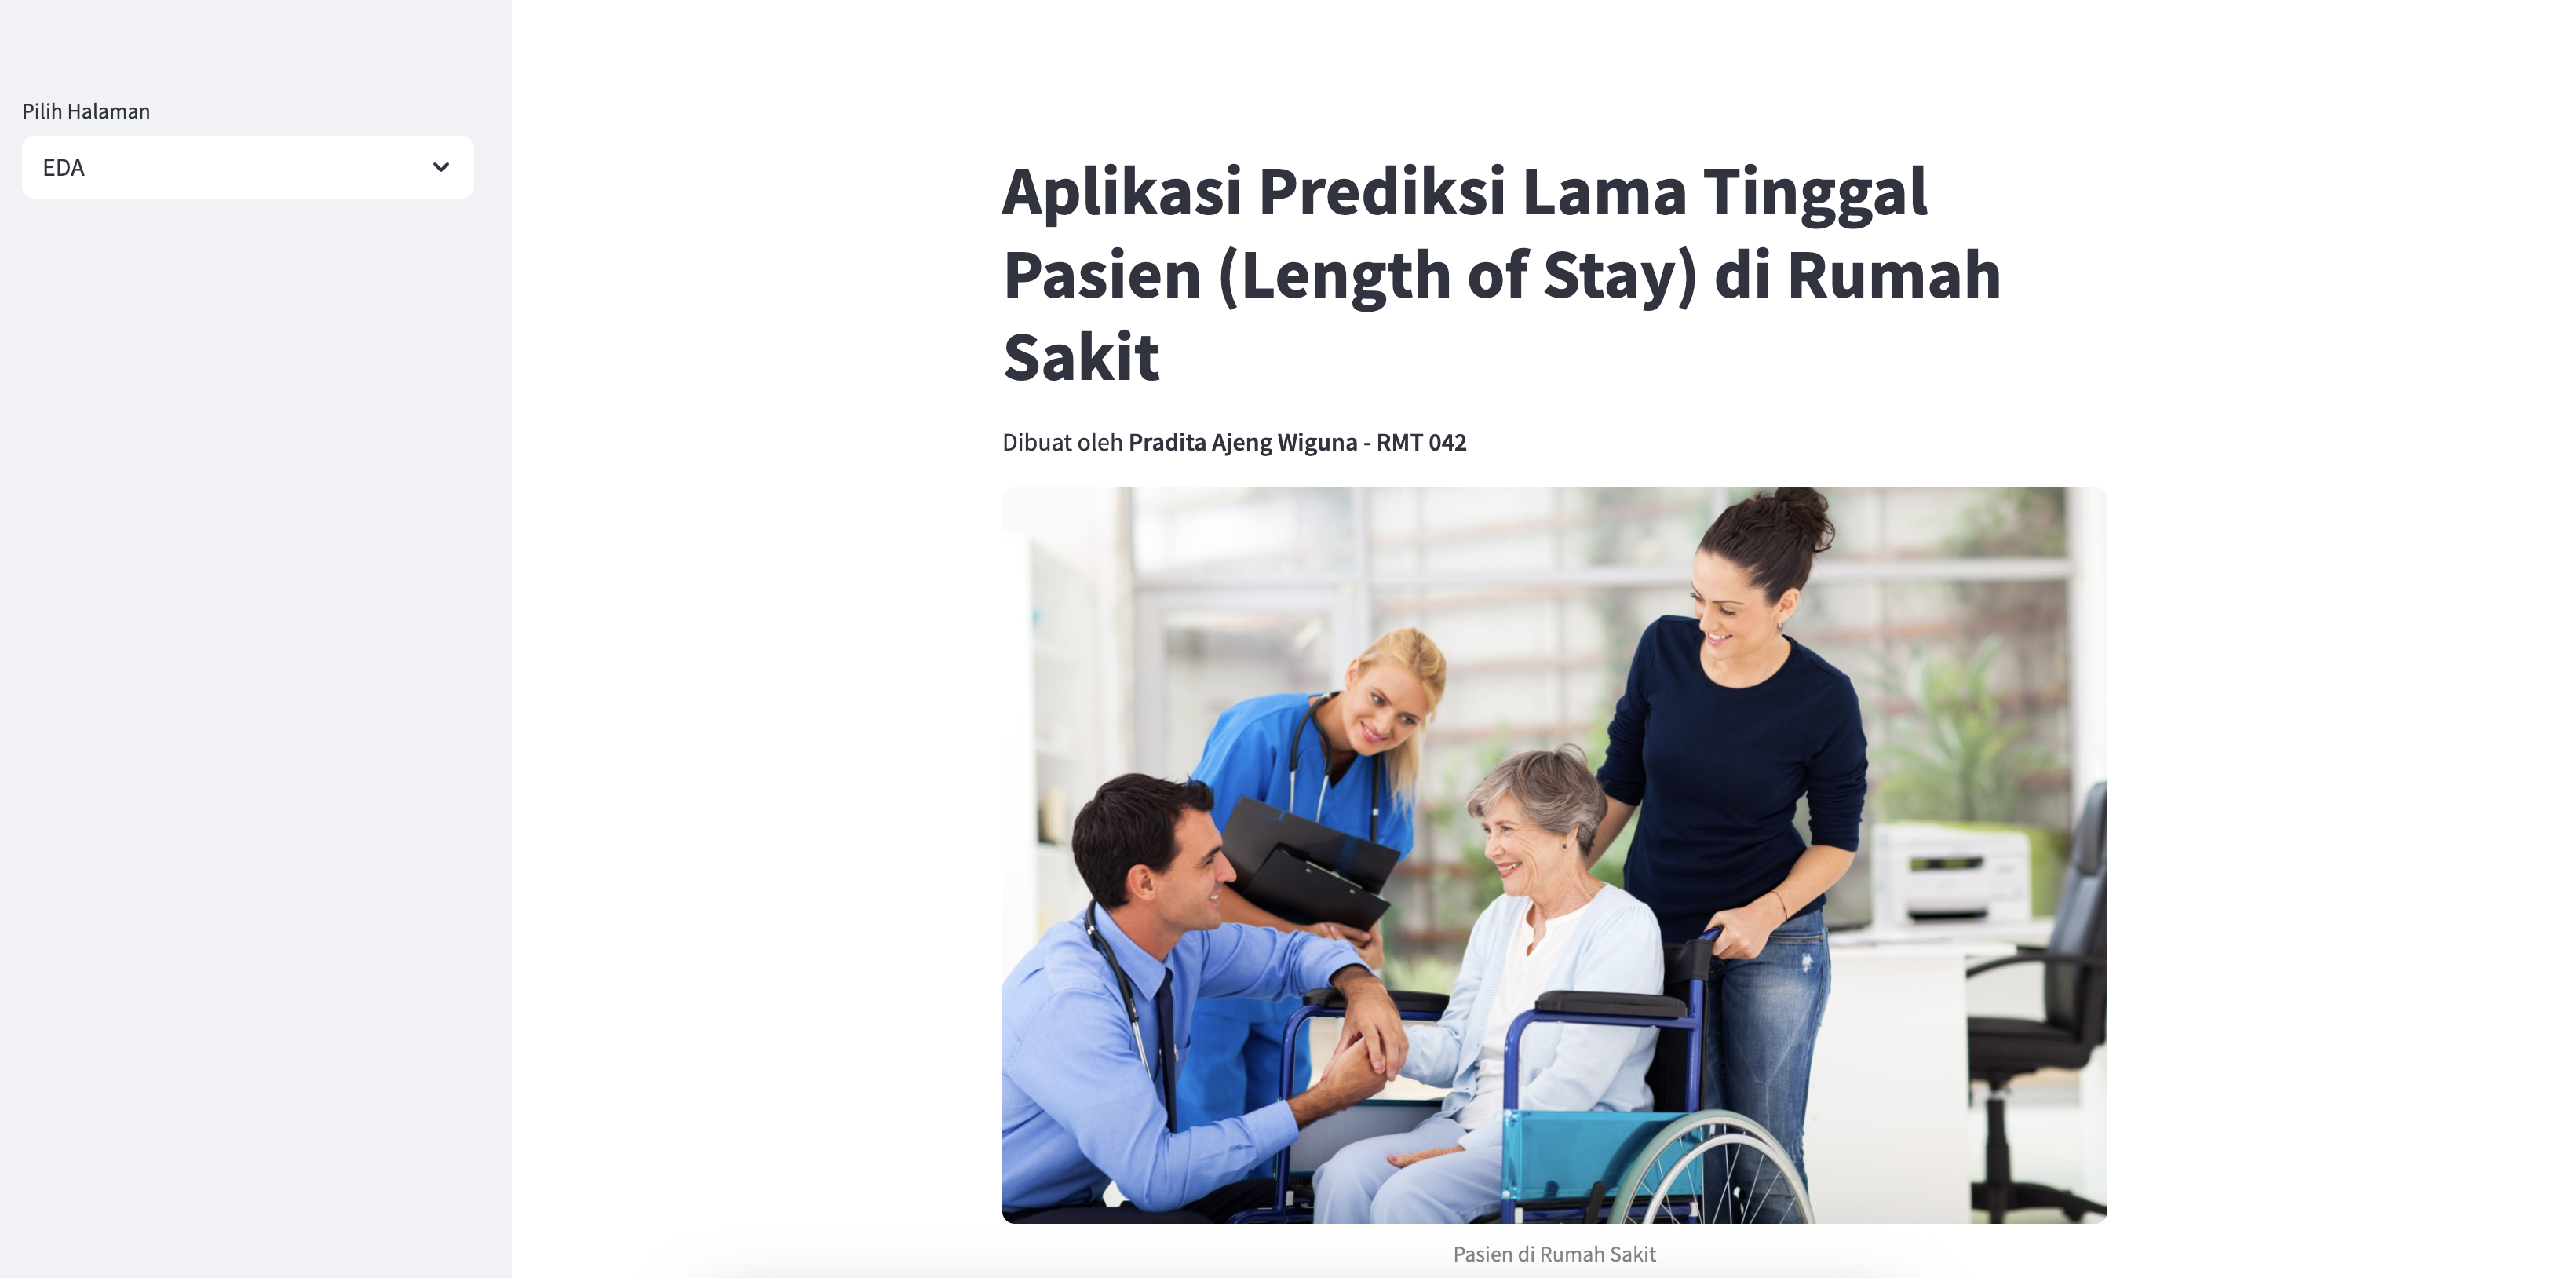 Pilih Halaman
EDA
Aplikasi Prediksi Lama Tinggal
Pasien (Length of Stay) di Rumah
Sakit
Dibuat oleh Pradita Ajeng Wiguna - RMT 042
Pasien di Rumah Sakit